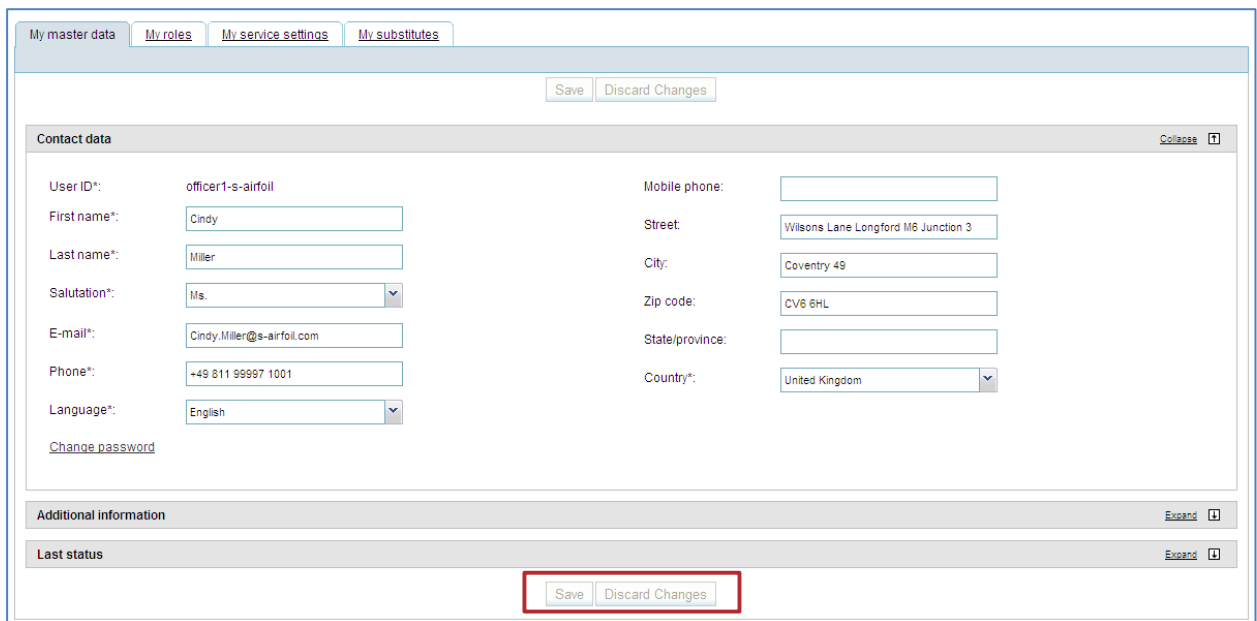 My master data My roles My service settings My substitutes
Save Discard Changes
Contact data Collapse
User ID*: officer1-s-airfoil Mobile phone:
First name*: Cindy Street: Wilsons Lane Longford M6 Junction 3
Last name*: Miller City: Coventry 49
Salutation*: Ms. Zip code: CV6 6HL
E-mail*: Cindy.Miller@s-airfoil.com State/province:
Phone*: +49 811 99997 1001 Country*: United Kingdom
Language*: English
Change password
Additional information Expand
Last status Expand
Save Discard Changes